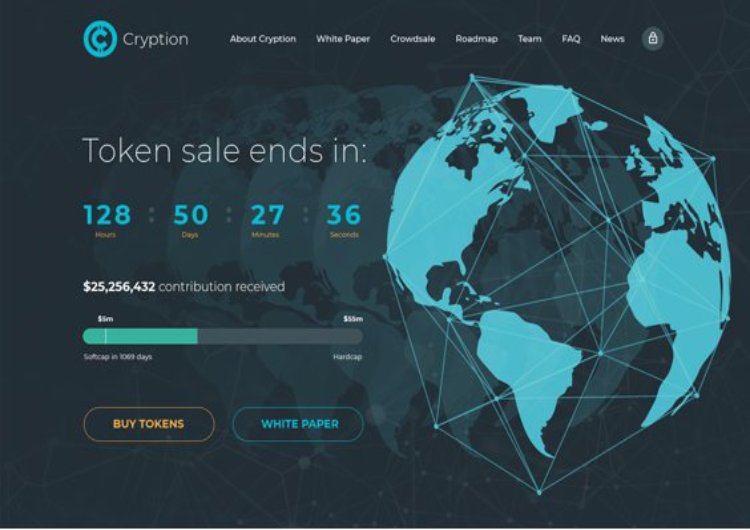 Cryption About Cryption White Paper Crowdsale Roadmap Team FAQ News
Token sale ends in:
128 : 50 : 27 : 36
Hours Days Minutes Seconds
$25,256,432 contribution received
$5m $55m
Softcap in 1069 days Hardcap
BUY TOKENS WHITE PAPER